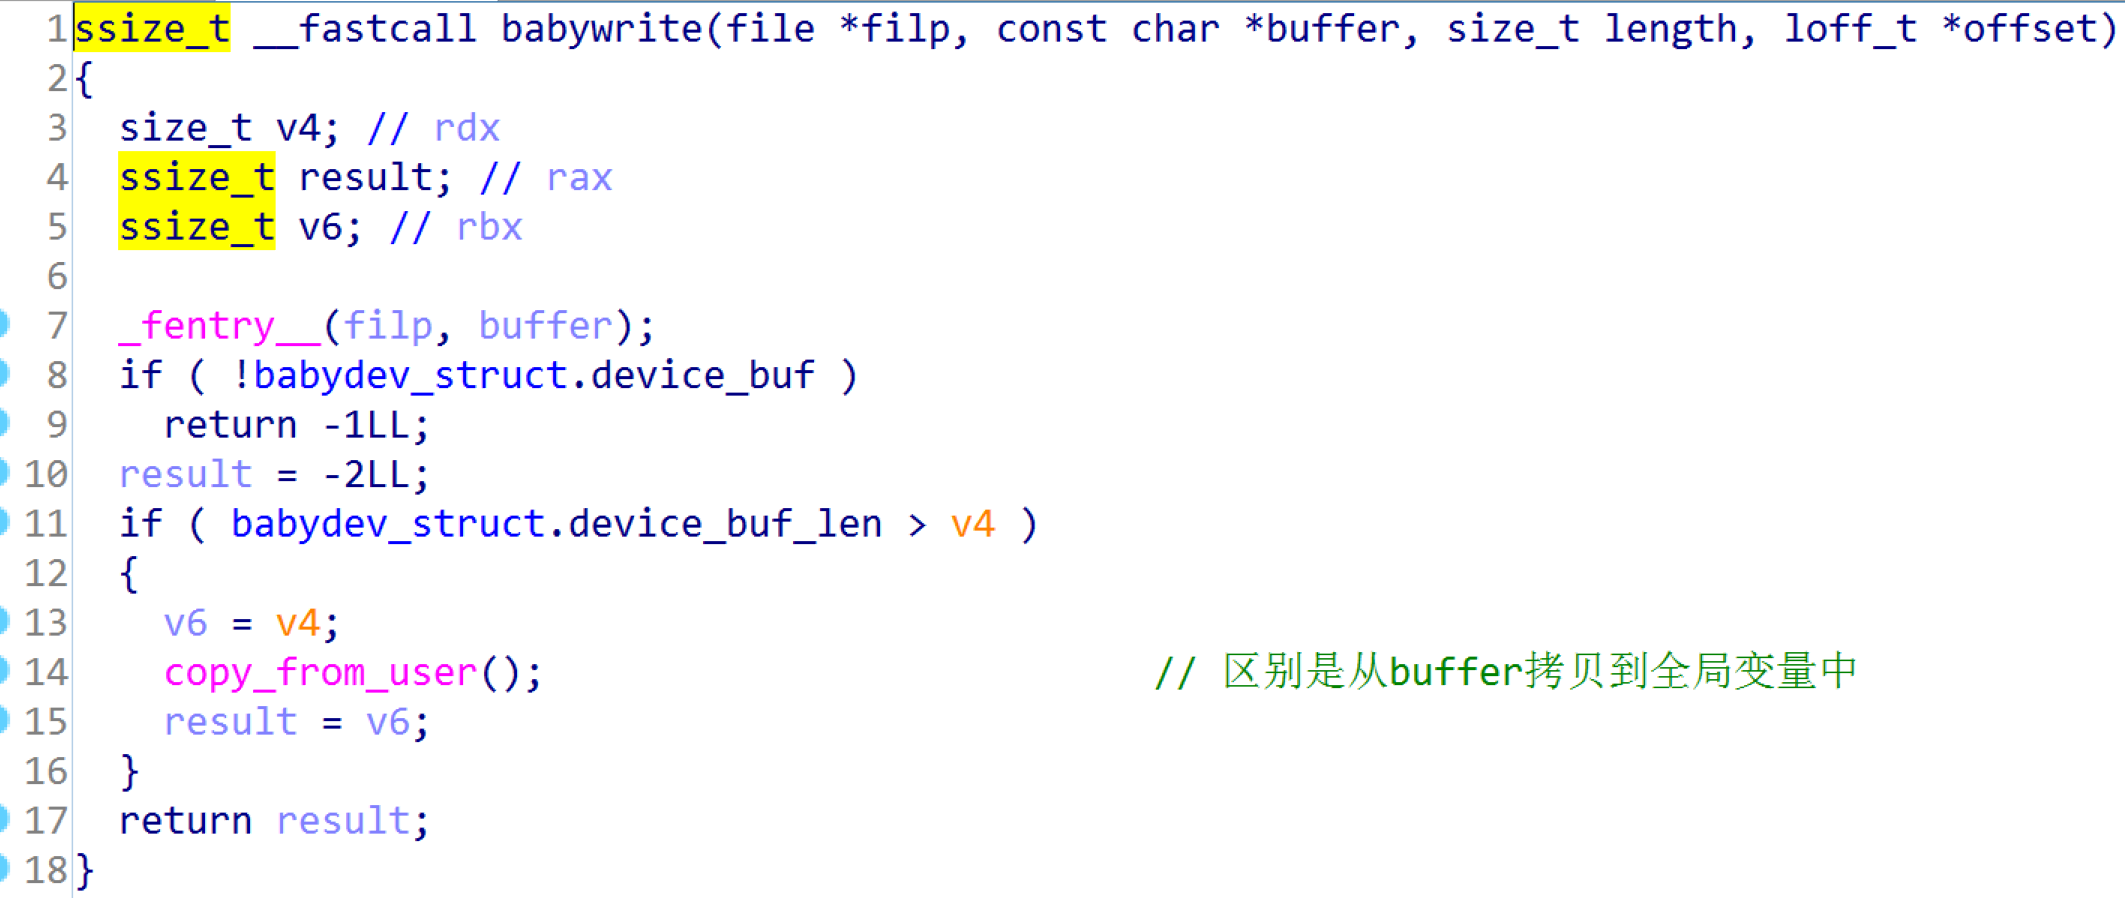 1 ssize_t __fastcall babywrite(file *filp, const char *buffer, size_t length, loff_t *offset)
2 {
3   size_t v4; // rdx
4   ssize_t result; // rax
5   ssize_t v6; // rbx
6
7   _fentry__(filp, buffer);
8   if ( !babydev_struct.device_buf )
9     return -1LL;
10   result = -2LL;
11   if ( babydev_struct.device_buf_len > v4 )
12   {
13     v6 = v4;
14     copy_from_user(); // 区别是从buffer拷贝到全局变量中
15     result = v6;
16   }
17   return result;
18 }